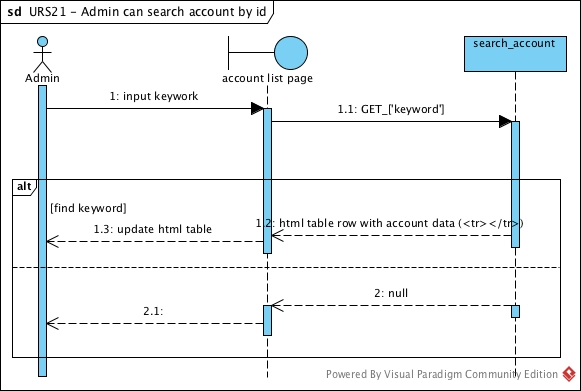 sd URS21 – Admin can search account by id
search_account
Admin
account list page
1: input keywork
1.1: GET_['keyword']
alt
[find keyword]
1.2: html table row with account data (<tr></tr>)
1.3: update html table
2: null
2.1:
Powered By Visual Paradigm Community Edition